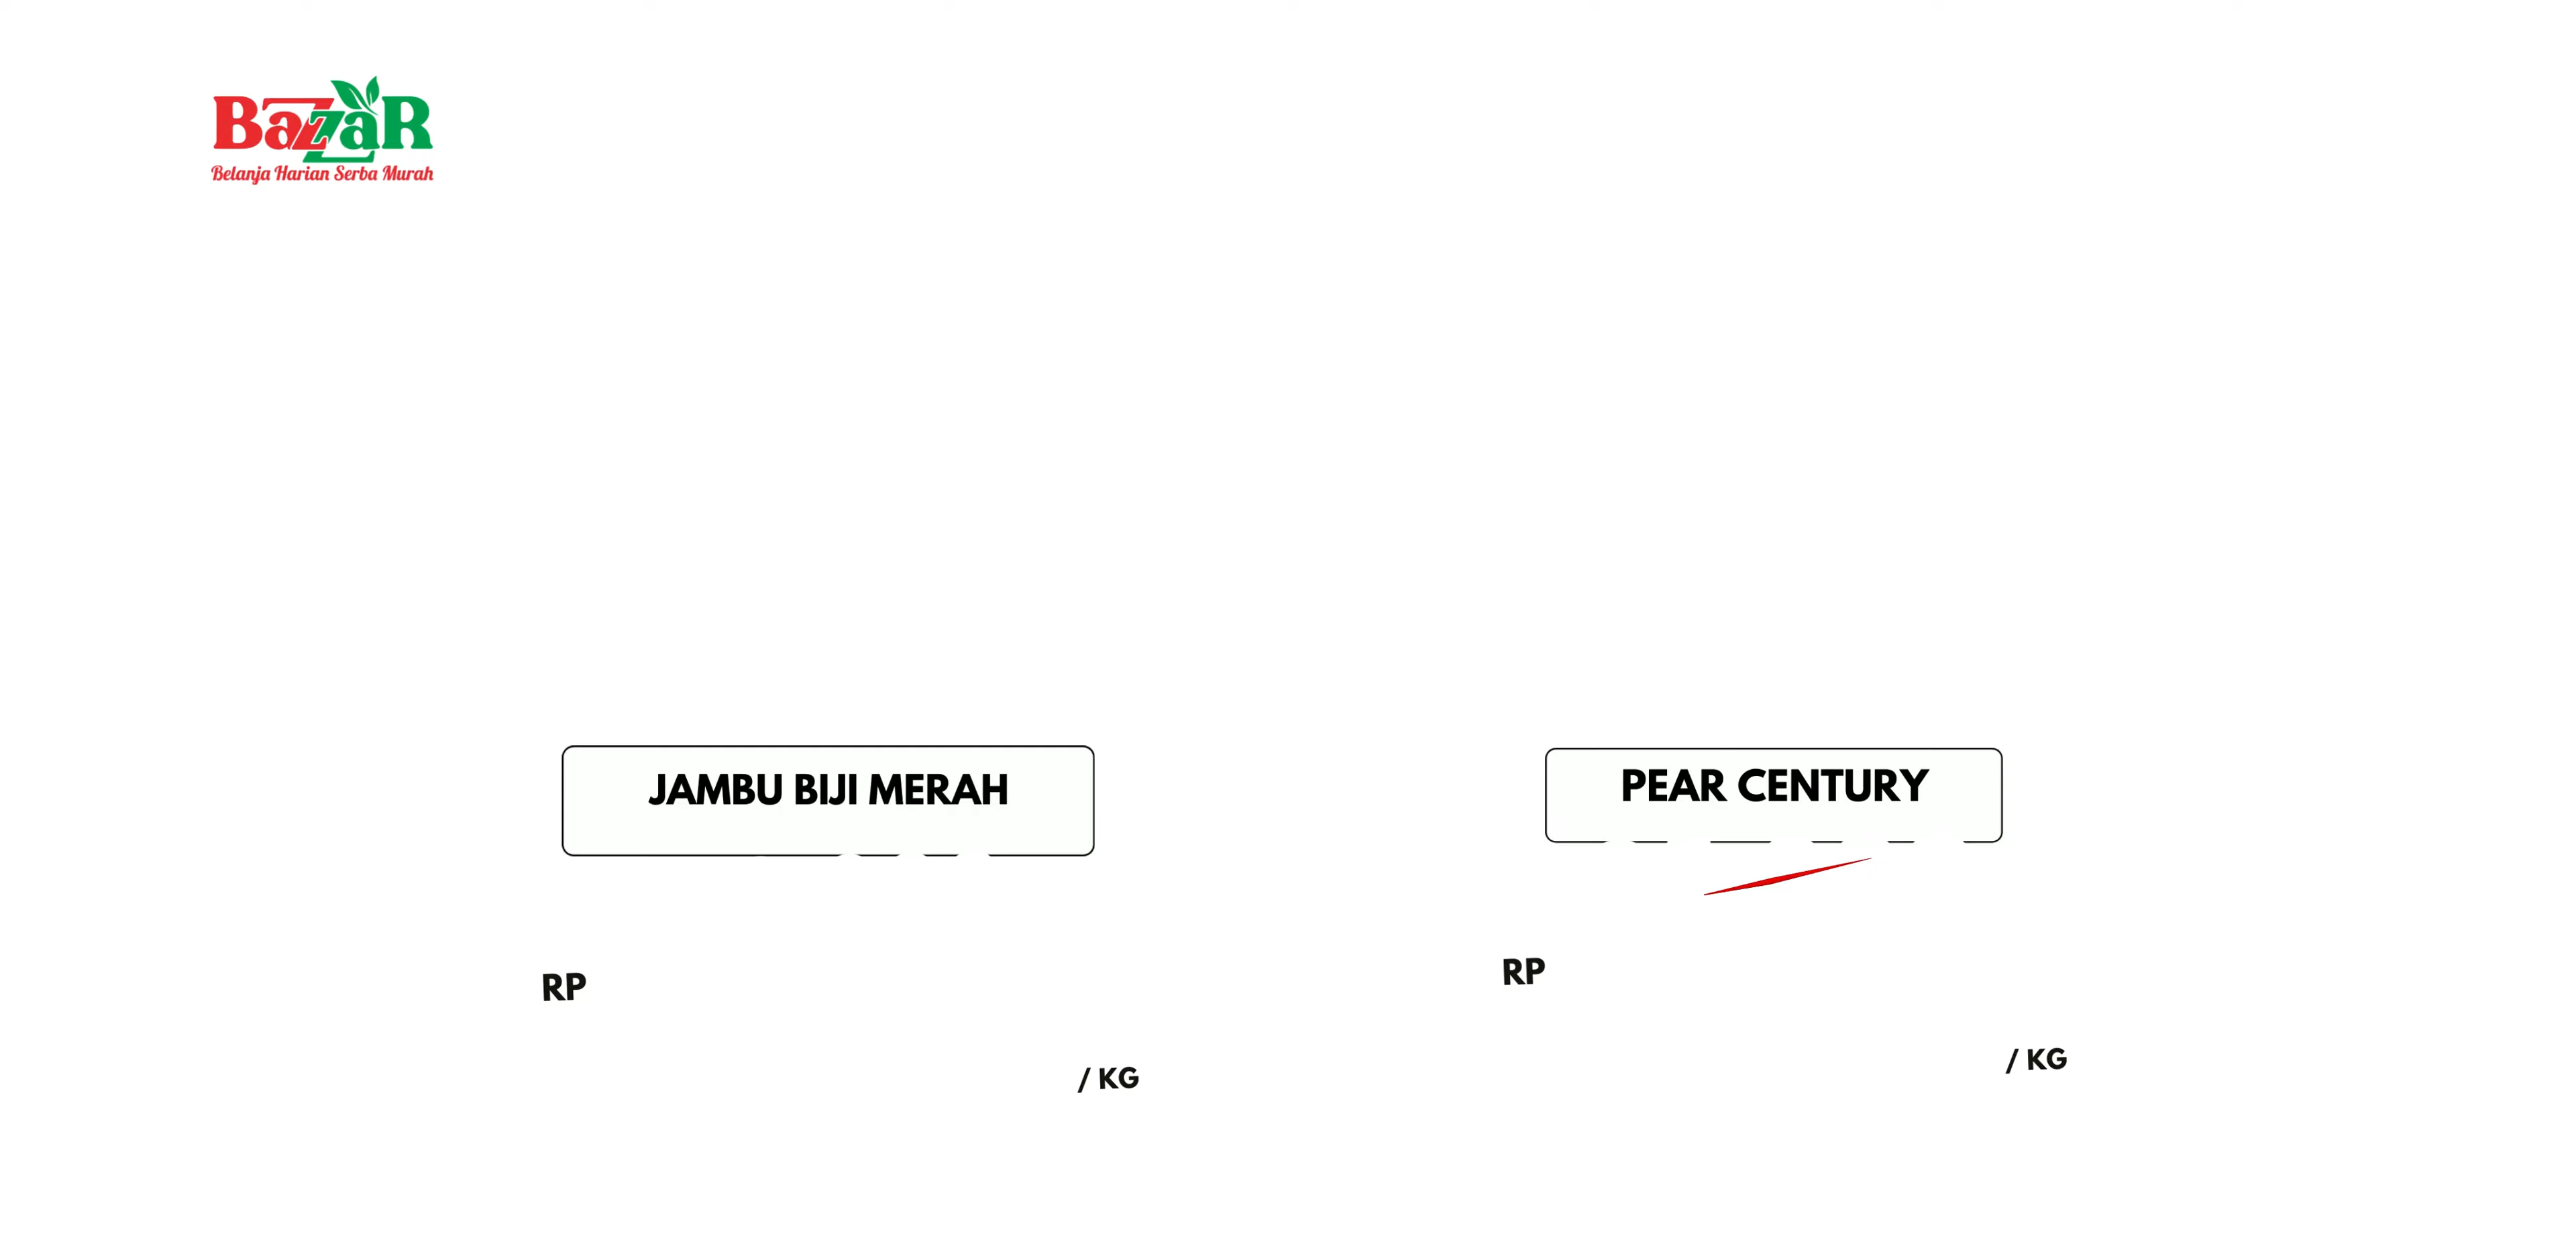 BaZZaR
Belanja Harian Serba Murah
JAMBU BIJI MERAH
RP
/ KG
PEAR CENTURY
RP
/ KG